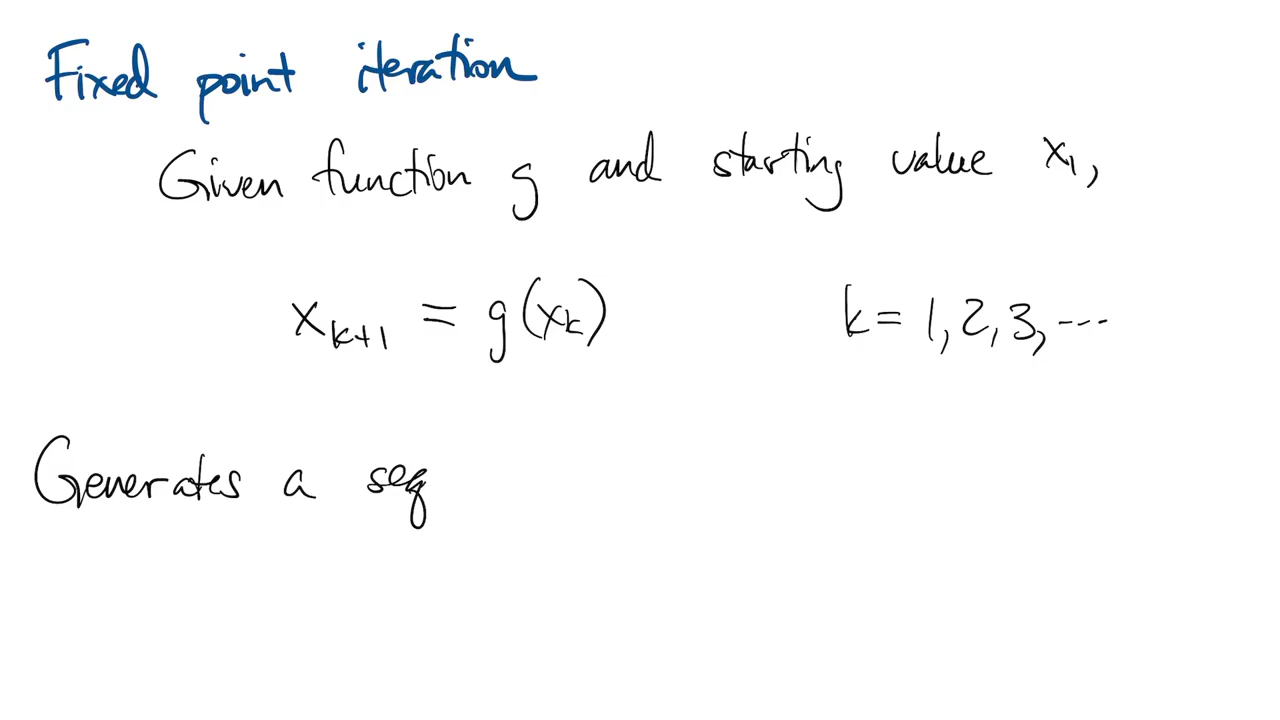 Fixed point iteration
Given function g and starting value x₁,
xₖ₊₁ = g(xₖ) k = 1, 2, 3, ...
Generates a seq